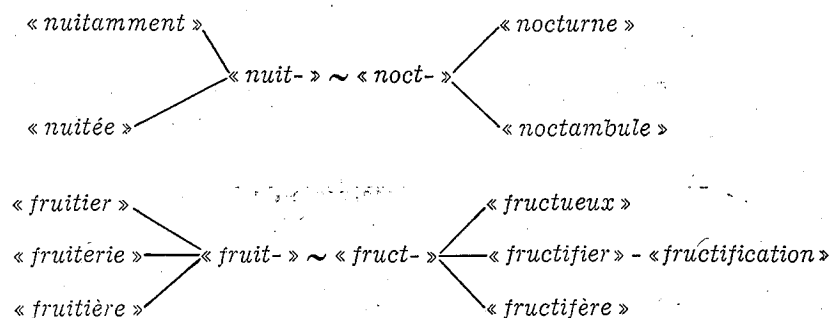 « nuitamment » « nocturne »
« nuit- » ~ « noct- »
« nuitée » « noctambule »
« fruitier » « fructueux »
« fruiterie » « fruit- » ~ « fruct- » « fructifier » - « fructification »
« fruitière » « fructifère »